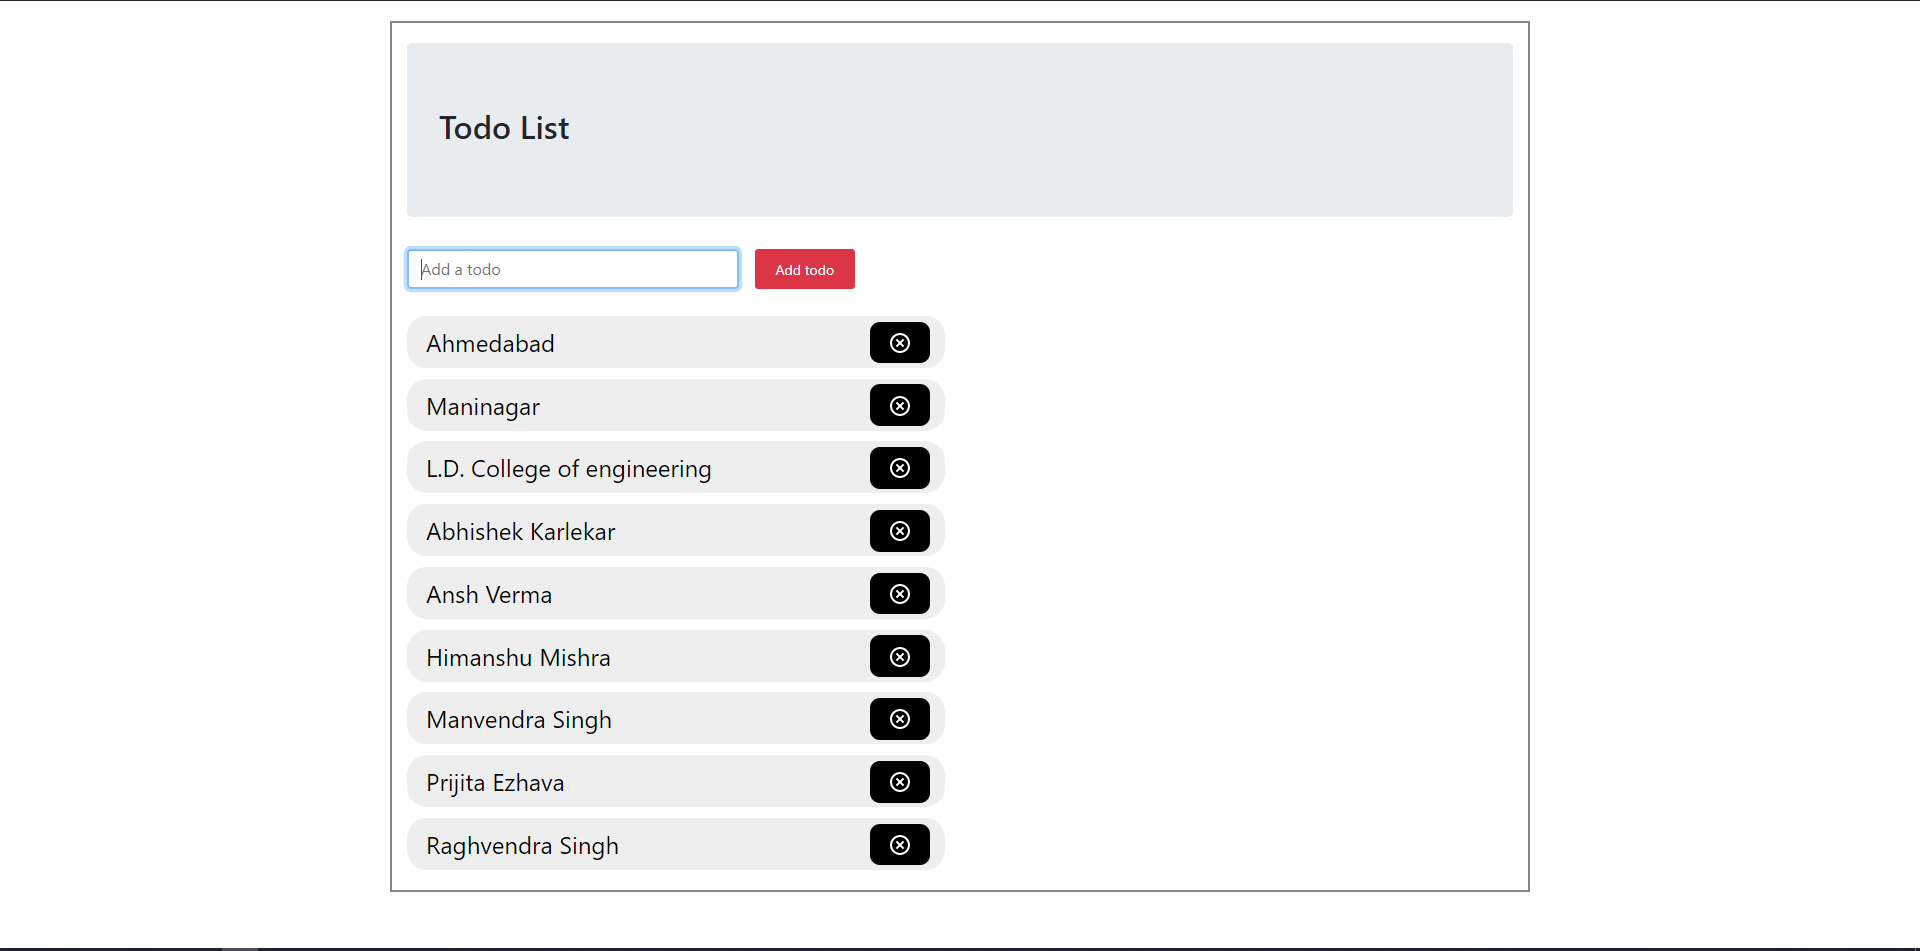 Todo List
Add a todo
Add todo
Ahmedabad
Maninagar
L.D. College of engineering
Abhishek Karlekar
Ansh Verma
Himanshu Mishra
Manvendra Singh
Prijita Ezhava
Raghvendra Singh